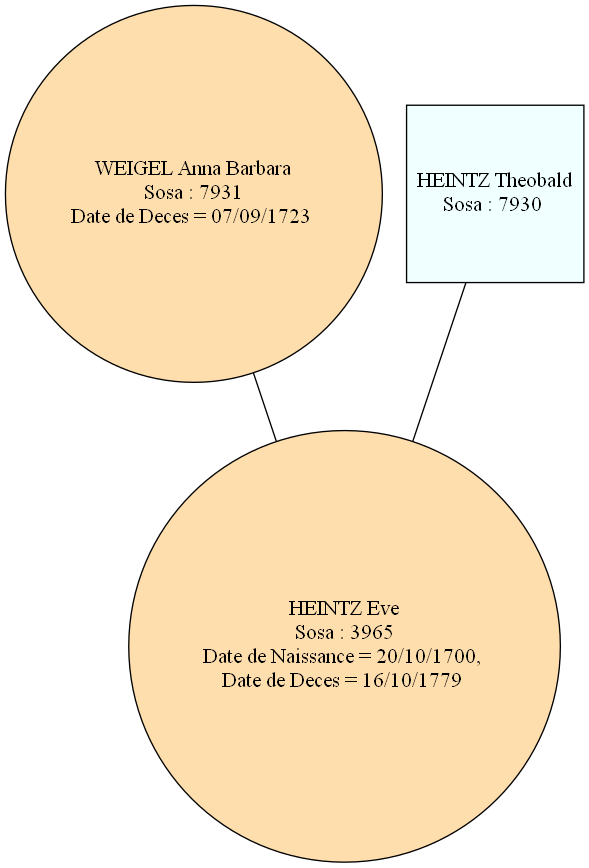 WEIGEL Anna Barbara
Sosa : 7931
Date de Deces = 07/09/1723
HEINTZ Theobald
Sosa : 7930
HEINTZ Eve
Sosa : 3965
Date de Naissance = 20/10/1700,
Date de Deces = 16/10/1779